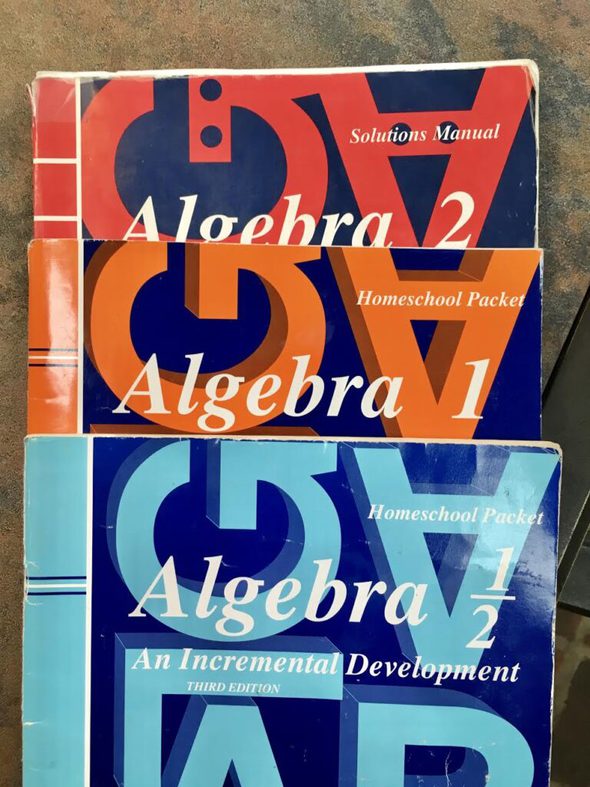 Solutions Manual
Algebra 2
Homeschool Packet
Algebra 1
Homeschool Packet
Algebra 1/2
An Incremental Development
THIRD EDITION